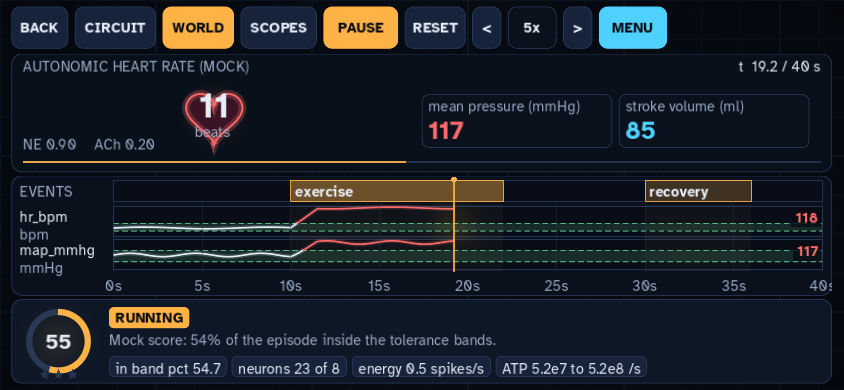 BACK CIRCUIT WORLD SCOPES PAUSE RESET < 5x > MENU
AUTONOMIC HEART RATE (MOCK) t 19.2 / 40 s
11
beats
NE 0.90 ACh 0.20
mean pressure (mmHg)
117
stroke volume (ml)
85
EVENTS exercise recovery
hr_bpm 118
bpm
map_mmhg 117
mmHg
0s 5s 10s 15s 20s 25s 30s 35s 40s
55
RUNNING
Mock score: 54% of the episode inside the tolerance bands.
in band pct 54.7 neurons 23 of 8 energy 0.5 spikes/s ATP 5.2e7 to 5.2e8 /s